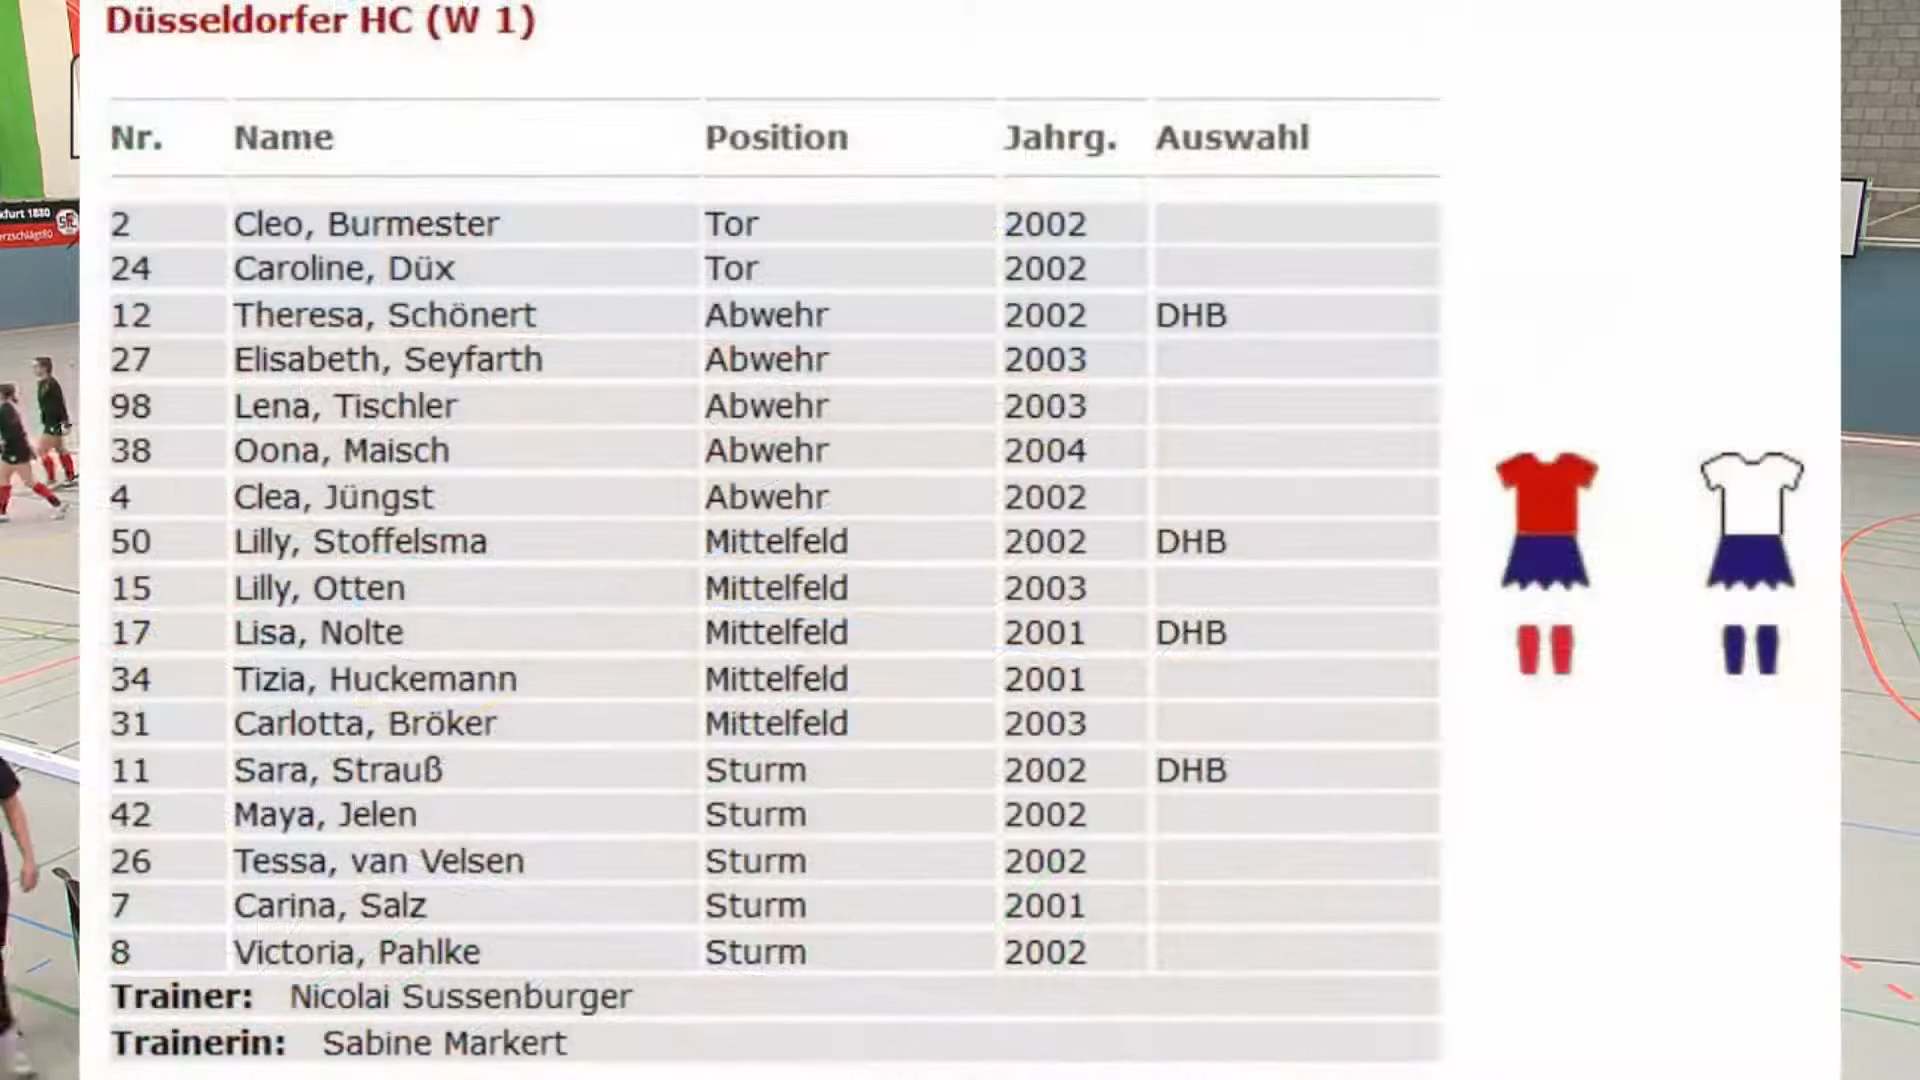 Düsseldorfer HC (W 1)
Nr. Name Position Jahrg. Auswahl
2 Cleo, Burmester Tor 2002
24 Caroline, Düx Tor 2002
12 Theresa, Schönert Abwehr 2002 DHB
27 Elisabeth, Seyfarth Abwehr 2003
98 Lena, Tischler Abwehr 2003
38 Oona, Maisch Abwehr 2004
4 Clea, Jüngst Abwehr 2002
50 Lilly, Stoffelsma Mittelfeld 2002 DHB
15 Lilly, Otten Mittelfeld 2003
17 Lisa, Nolte Mittelfeld 2001 DHB
34 Tizia, Huckemann Mittelfeld 2001
31 Carlotta, Bröker Mittelfeld 2003
11 Sara, Strauß Sturm 2002 DHB
42 Maya, Jelen Sturm 2002
26 Tessa, van Velsen Sturm 2002
7 Carina, Salz Sturm 2001
8 Victoria, Pahlke Sturm 2002
Trainer: Nicolai Sussenburger
Trainerin: Sabine Markert
1880